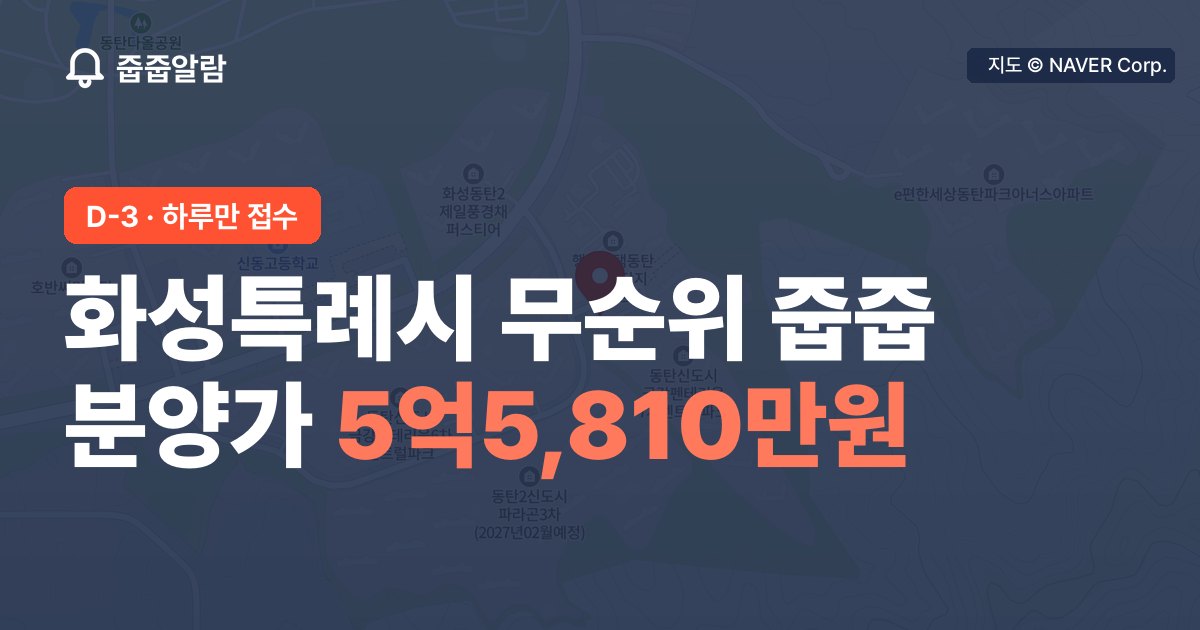 동탄다올공원
줍줍알람
지도 © NAVER Corp.
화성동탄2
제일풍경채
퍼스티어
e편한세상동탄파크아너스아파트
D-3 · 하루만 접수
신동고등학교
호반써
화성특례시 무순위 줍줍
동탄신도시
분양가 5억5,810만원
동탄2신도시
파라곤3차
(2027년02월예정)